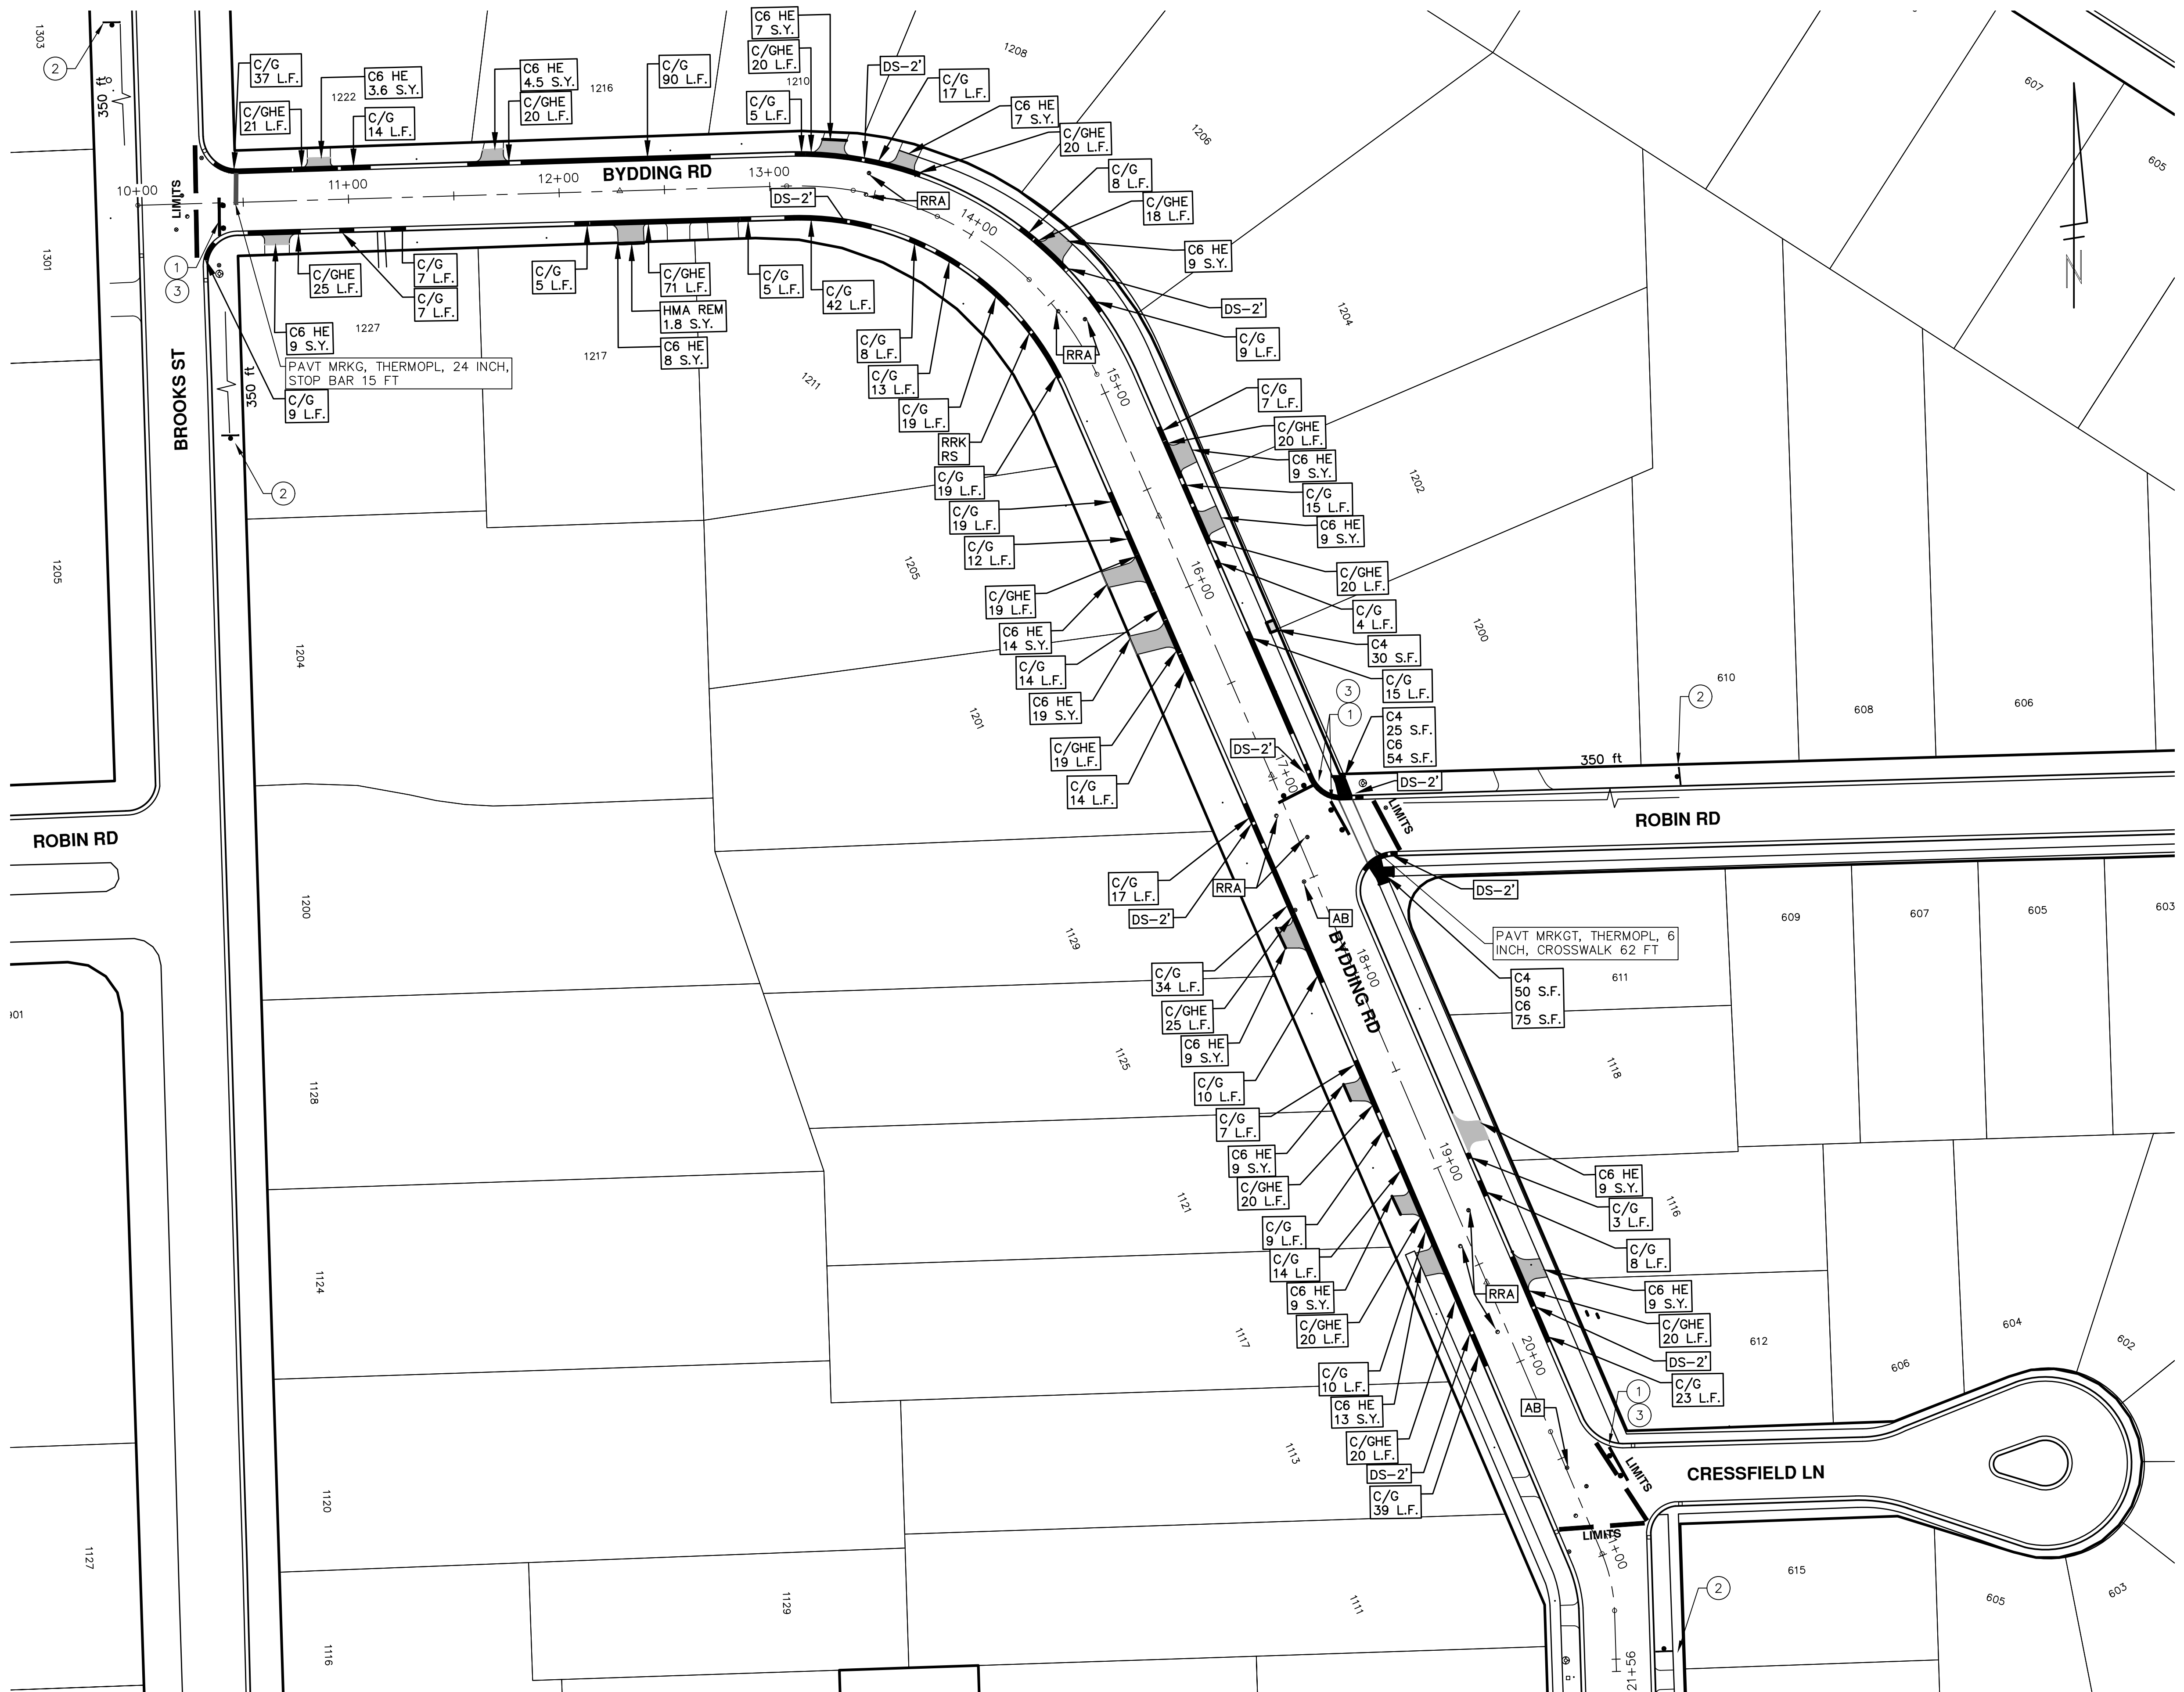 1303
2
350 ft
C/G
37 L.F.
C/GHE
21 L.F.
C6 HE
3.6 S.Y.
1222
C/G
14 L.F.
C6 HE
4.5 S.Y.
C/GHE
20 L.F.
1216
C/G
90 L.F.
C6 HE
7 S.Y.
C/GHE
20 L.F.
1210
C/G
5 L.F.
DS-2'
C/G
17 L.F.
1208
C6 HE
7 S.Y.
C/GHE
20 L.F.
1206
C/G
8 L.F.
C/GHE
18 L.F.
C6 HE
9 S.Y.
DS-2'
1204
C/G
9 L.F.
607
605
10+00
LIMITS
11+00
12+00
BYDDING RD
13+00
DS-2'
RRA
14+00
1301
1
3
C/GHE
25 L.F.
C/G
7 L.F.
C/G
7 L.F.
C6 HE
9 S.Y.
1227
PAVT MRKG, THERMOPL, 24 INCH,
STOP BAR 15 FT
C/G
9 L.F.
BROOKS ST
350 ft
2
C/G
5 L.F.
C/GHE
71 L.F.
HMA REM
1.8 S.Y.
C6 HE
8 S.Y.
1217
C/G
5 L.F.
C/G
42 L.F.
C/G
8 L.F.
C/G
13 L.F.
1211
C/G
19 L.F.
RRK
RS
C/G
19 L.F.
RRA
15+00
C/G
7 L.F.
C/GHE
20 L.F.
C6 HE
9 S.Y.
C/G
15 L.F.
C6 HE
9 S.Y.
1202
C/G
19 L.F.
C/G
12 L.F.
1205
1205
C/GHE
19 L.F.
C6 HE
14 S.Y.
C/G
14 L.F.
C6 HE
19 S.Y.
16+00
C/GHE
20 L.F.
C/G
4 L.F.
C4
30 S.F.
C/G
15 L.F.
1200
1204
1201
C/GHE
19 L.F.
C/G
14 L.F.
3
1
C4
25 S.F.
C6
54 S.F.
DS-2'
DS-2'
17+00
350 ft
610
2
608
606
ROBIN RD
ROBIN RD
LIMITS
C/G
17 L.F.
DS-2'
RRA
AB
DS-2'
PAVT MRKGT, THERMOPL, 6
INCH, CROSSWALK 62 FT
609
607
605
603
1200
1129
C/G
34 L.F.
C/GHE
25 L.F.
C6 HE
9 S.Y.
18+00
BYDDING RD
C4
50 S.F.
C6
75 S.F.
611
1125
C/G
10 L.F.
C/G
7 L.F.
C6 HE
9 S.Y.
C/GHE
20 L.F.
1128
1118
19+00
C6 HE
9 S.Y.
C/G
3 L.F.
1116
1121
C/G
9 L.F.
C/G
14 L.F.
C6 HE
9 S.Y.
C/GHE
20 L.F.
C/G
8 L.F.
C6 HE
9 S.Y.
C/GHE
20 L.F.
DS-2'
C/G
23 L.F.
RRA
1124
1117
C/G
10 L.F.
C6 HE
13 S.Y.
20+00
612
604
602
606
1
3
AB
C/GHE
20 L.F.
DS-2'
C/G
39 L.F.
1113
1120
LIMITS
CRESSFIELD LN
LIMITS
1127
1129
1111
615
605
603
2
1116
21+56